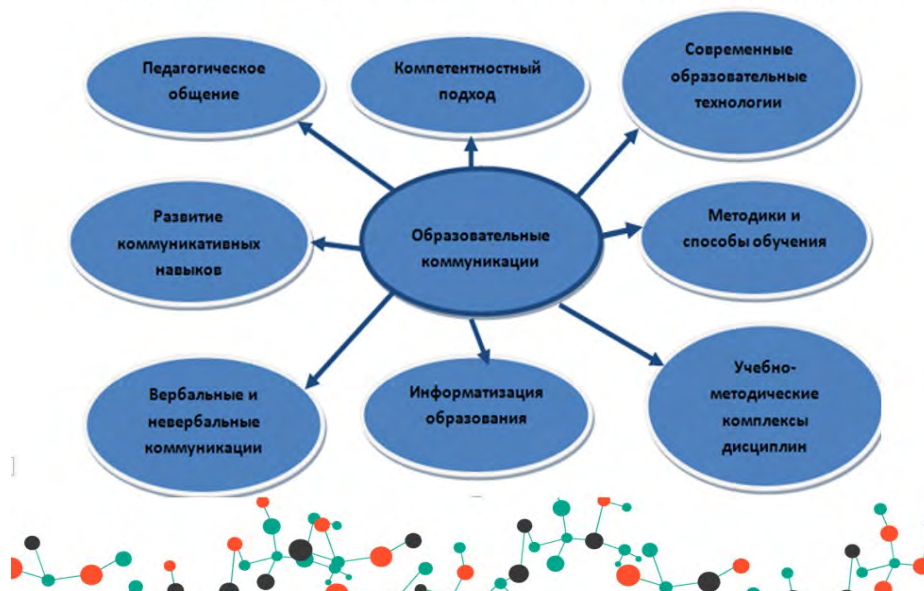 Педагогическое
общение
Компетентностный
подход
Современные
образовательные
технологии
Развитие
коммуникативных
навыков
Образовательные
коммуникации
Методики и
способы обучения
Вербальные и
невербальные
коммуникации
Информатизация
образования
Учебно-
методические
комплексы
дисциплин